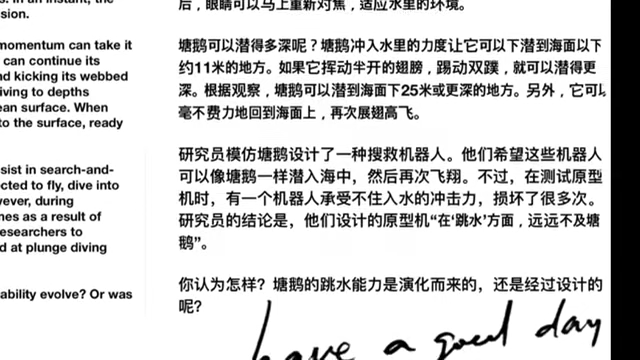 n. In an instant, the
sion.
momentum can take it
can continue its
nd kicking its webbed
iving to depths
ean surface. When
to the surface, ready
sist in search-and-
cted to fly, dive into
wever, during
mes as a result of
esearchers to
d at plunge diving
ability evolve? Or was
后，眼睛可以马上重新对焦，适应水里的环境。
塘鹅可以潜得多深呢？塘鹅冲入水里的力度让它可以下潜到海面以下
约11米的地方。如果它挥动半开的翅膀，踢动双蹼，就可以潜得更
深。根据观察，塘鹅可以潜到海面下25米或更深的地方。另外，它可以
毫不费力地回到海面上，再次展翅高飞。
研究员模仿塘鹅设计了一种搜救机器人。他们希望这些机器人
可以像塘鹅一样潜入海中，然后再次飞翔。不过，在测试原型
机时，有一个机器人承受不住入水的冲击力，损坏了很多次。
研究员的结论是，他们设计的原型机“在‘跳水’方面，远远不及塘
鹅”。
你认为怎样？塘鹅的跳水能力是演化而来的，还是经过设计的
呢？
have a good day